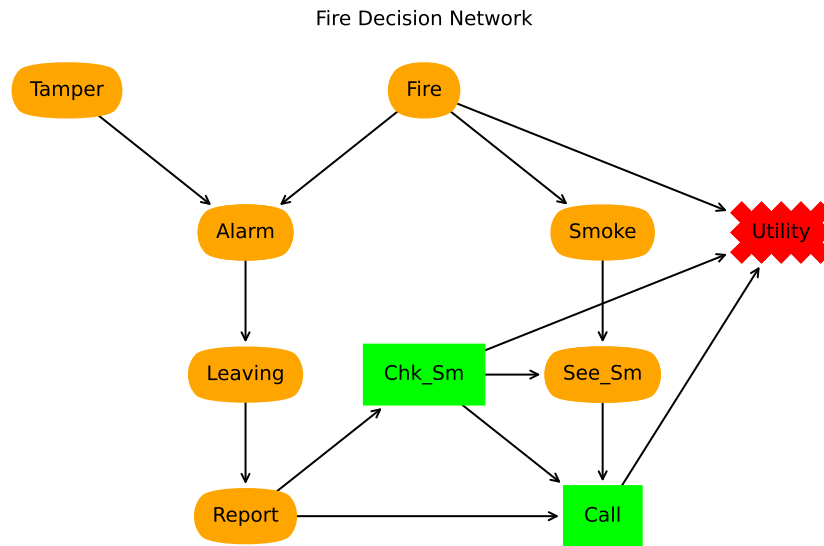 Fire Decision Network
Tamper
Fire
Alarm
Smoke
Utility
Leaving
Chk_Sm
See_Sm
Report
Call